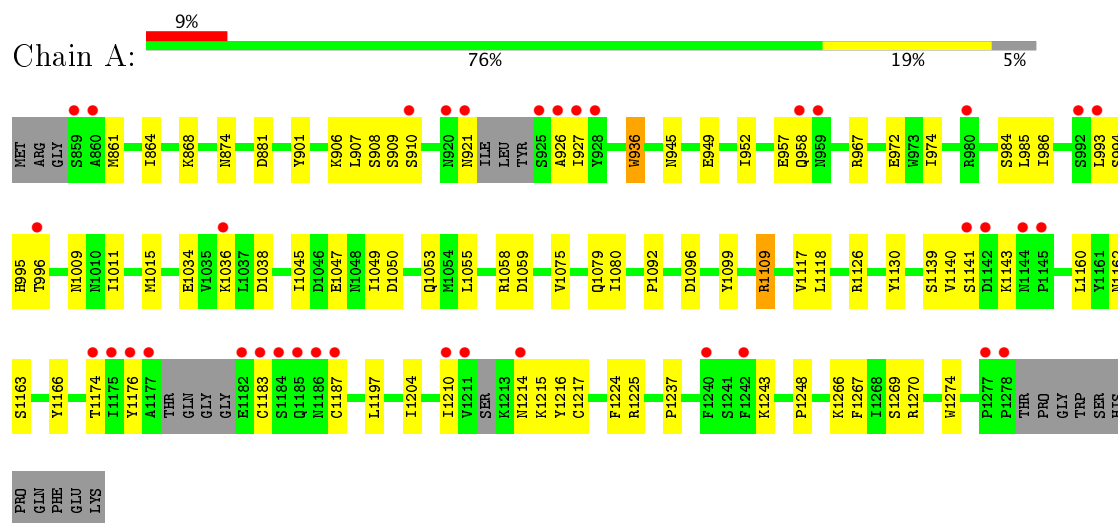 9%
Chain A:
76% 19% 5%
MET ARG GLY S859 A860 M861 I864 K868 N874 D881 Y901 K906 L907 S908 S909 S910 N920 N921 ILE LEU TYR S925 A926 I927 Y928 W936 N945 E949 I952 E957 Q958 N959 R967 E972 W973 I974 R980 S984 L985 I986 S992 L993 S994
H995 T996 N1009 N1010 I1011 M1015 E1034 V1035 K1036 L1037 D1038 I1045 D1046 E1047 N1048 I1049 D1050 Q1053 M1054 L1055 R1058 D1059 V1075 Q1079 I1080 P1092 D1096 Y1099 R1109 V1117 L1118 R1126 Y1130 S1139 V1140 S1141 D1142 K1143 N1144 P1145 L1160 Y1161 N1162
S1163 Y1166 T1174 I1175 Y1176 A1177 THR GLN GLY GLY E1182 C1183 S1184 Q1185 N1186 C1187 L1197 I1204 I1210 V1211 SER K1213 N1214 K1215 Y1216 C1217 F1224 R1225 P1237 F1240 S1241 F1242 K1243 P1248 K1266 F1267 I1268 S1269 R1270 W1274 P1277 P1278 THR PRO GLY TRP SER HIS
PRO GLN PHE GLU LYS